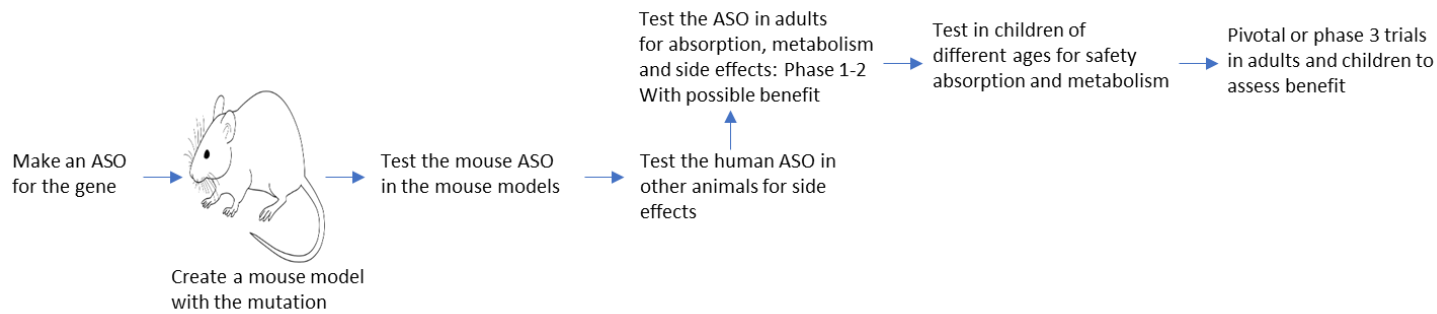 Make an ASO
for the gene
Create a mouse model
with the mutation
Test the mouse ASO
in the mouse models
Test the human ASO in
other animals for side
effects
Test the ASO in adults
for absorption, metabolism
and side effects: Phase 1-2
With possible benefit
Test in children of
different ages for safety
absorption and metabolism
Pivotal or phase 3 trials
in adults and children to
assess benefit